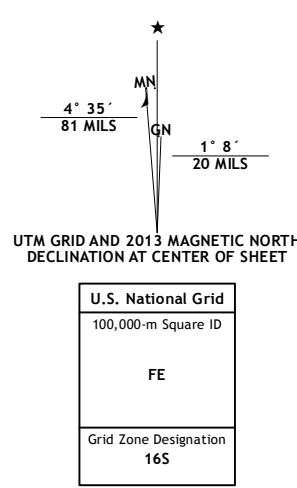 ★
MN
4° 35´
81 MILS
GN
1° 8´
20 MILS
UTM GRID AND 2013 MAGNETIC NORTH
DECLINATION AT CENTER OF SHEET
U.S. National Grid
100,000-m Square ID
FE
Grid Zone Designation
16S